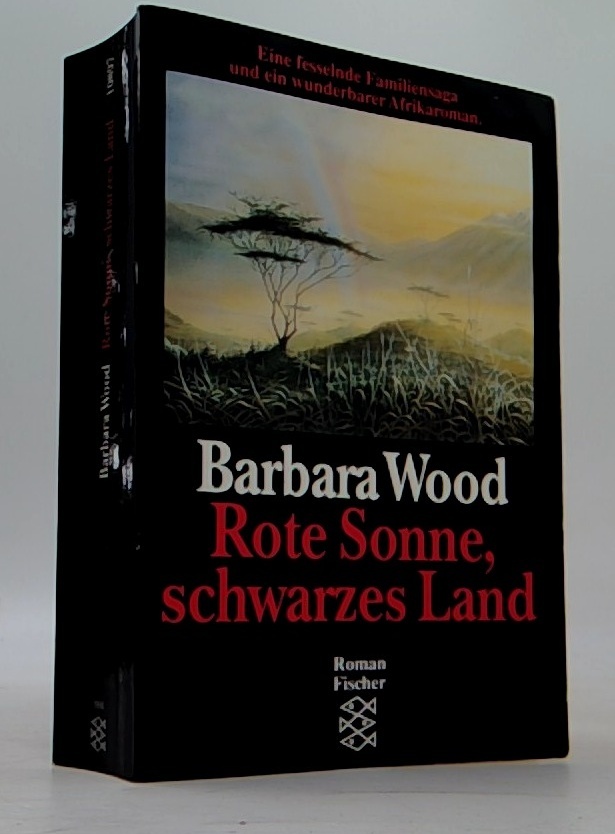 Eine fesselnde Familiensaga
und ein wunderbarer Afrikaroman.
Barbara Wood
Rote Sonne,
schwarzes Land
Roman
Fischer
Barbara Wood Rote Sonne, schwarzes Land